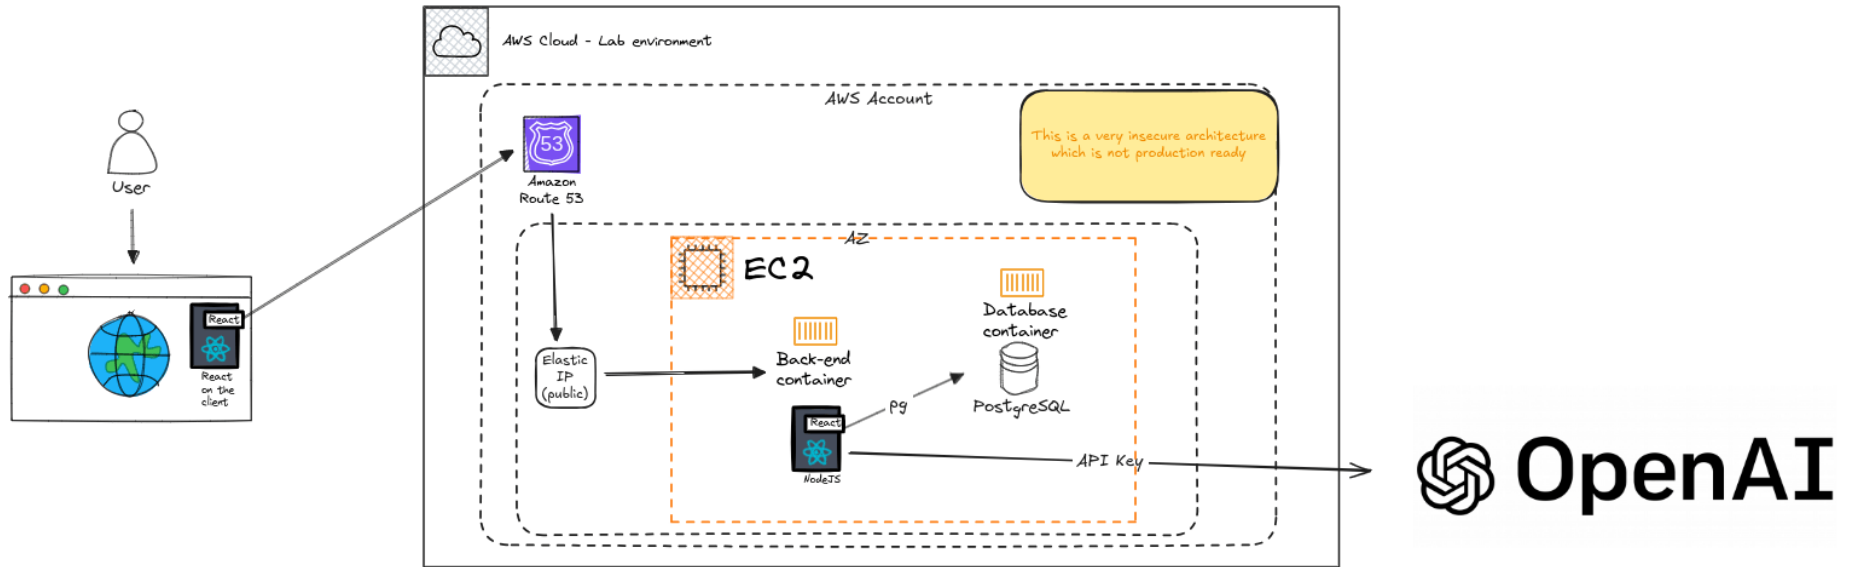 AWS Cloud - Lab environment
AWS Account
This is a very insecure architecture
which is not production ready
53
Amazon
Route 53
User
AZ
EC2
React
React
on the
client
Elastic
IP
(public)
Back-end
container
Database
container
pg
PostgreSQL
React
NodeJS
API Key
OpenAI